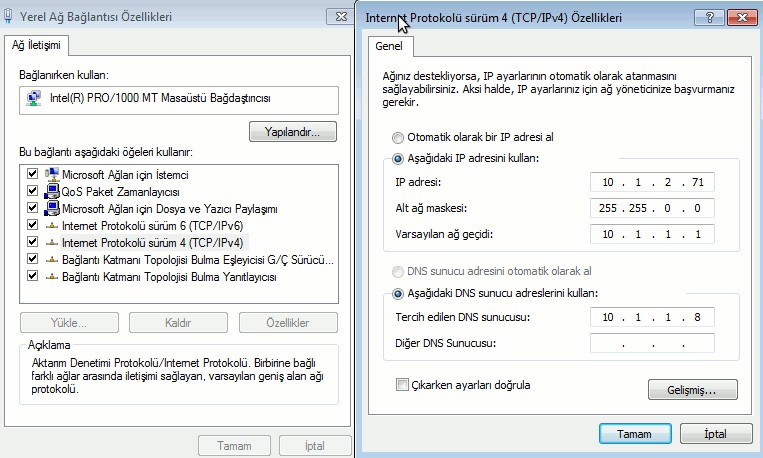 Yerel Ağ Bağlantısı Özellikleri
Ağ İletişimi
Bağlanırken kullan:
Intel(R) PRO/1000 MT Masaüstü Bağdaştırıcısı
Yapılandır...
Bu bağlantı aşağıdaki öğeleri kullanır:
Microsoft Ağları için İstemci
QoS Paket Zamanlayıcısı
Microsoft Ağları için Dosya ve Yazıcı Paylaşımı
Internet Protokolü sürüm 6 (TCP/IPv6)
Internet Protokolü sürüm 4 (TCP/IPv4)
Bağlantı Katmanı Topolojisi Bulma Eşleyicisi G/Ç Sürücü...
Bağlantı Katmanı Topolojisi Bulma Yanıtlayıcısı
Yükle...
Kaldır
Özellikler
Açıklama
Aktarım Denetimi Protokolü/Internet Protokolü. Birbirine bağlı
farklı ağlar arasında iletişimi sağlayan, varsayılan geniş alan ağı
protokolü.
Tamam
İptal
Internet Protokolü sürüm 4 (TCP/IPv4) Özellikleri
Genel
Ağınız destekliyorsa, IP ayarlarının otomatik olarak atanmasını
sağlayabilirsiniz. Aksi halde, IP ayarlarınız için ağ yöneticinize başvurmanız
gerekir.
Otomatik olarak bir IP adresi al
Aşağıdaki IP adresini kullan:
IP adresi: 10 . 1 . 2 . 71
Alt ağ maskesi: 255 . 255 . 0 . 0
Varsayılan ağ geçidi: 10 . 1 . 1 . 1
DNS sunucu adresini otomatik olarak al
Aşağıdaki DNS sunucu adreslerini kullan:
Tercih edilen DNS sunucusu: 10 . 1 . 1 . 8
Diğer DNS Sunucusu: . . .
Çıkarken ayarları doğrula
Gelişmiş...
Tamam
İptal